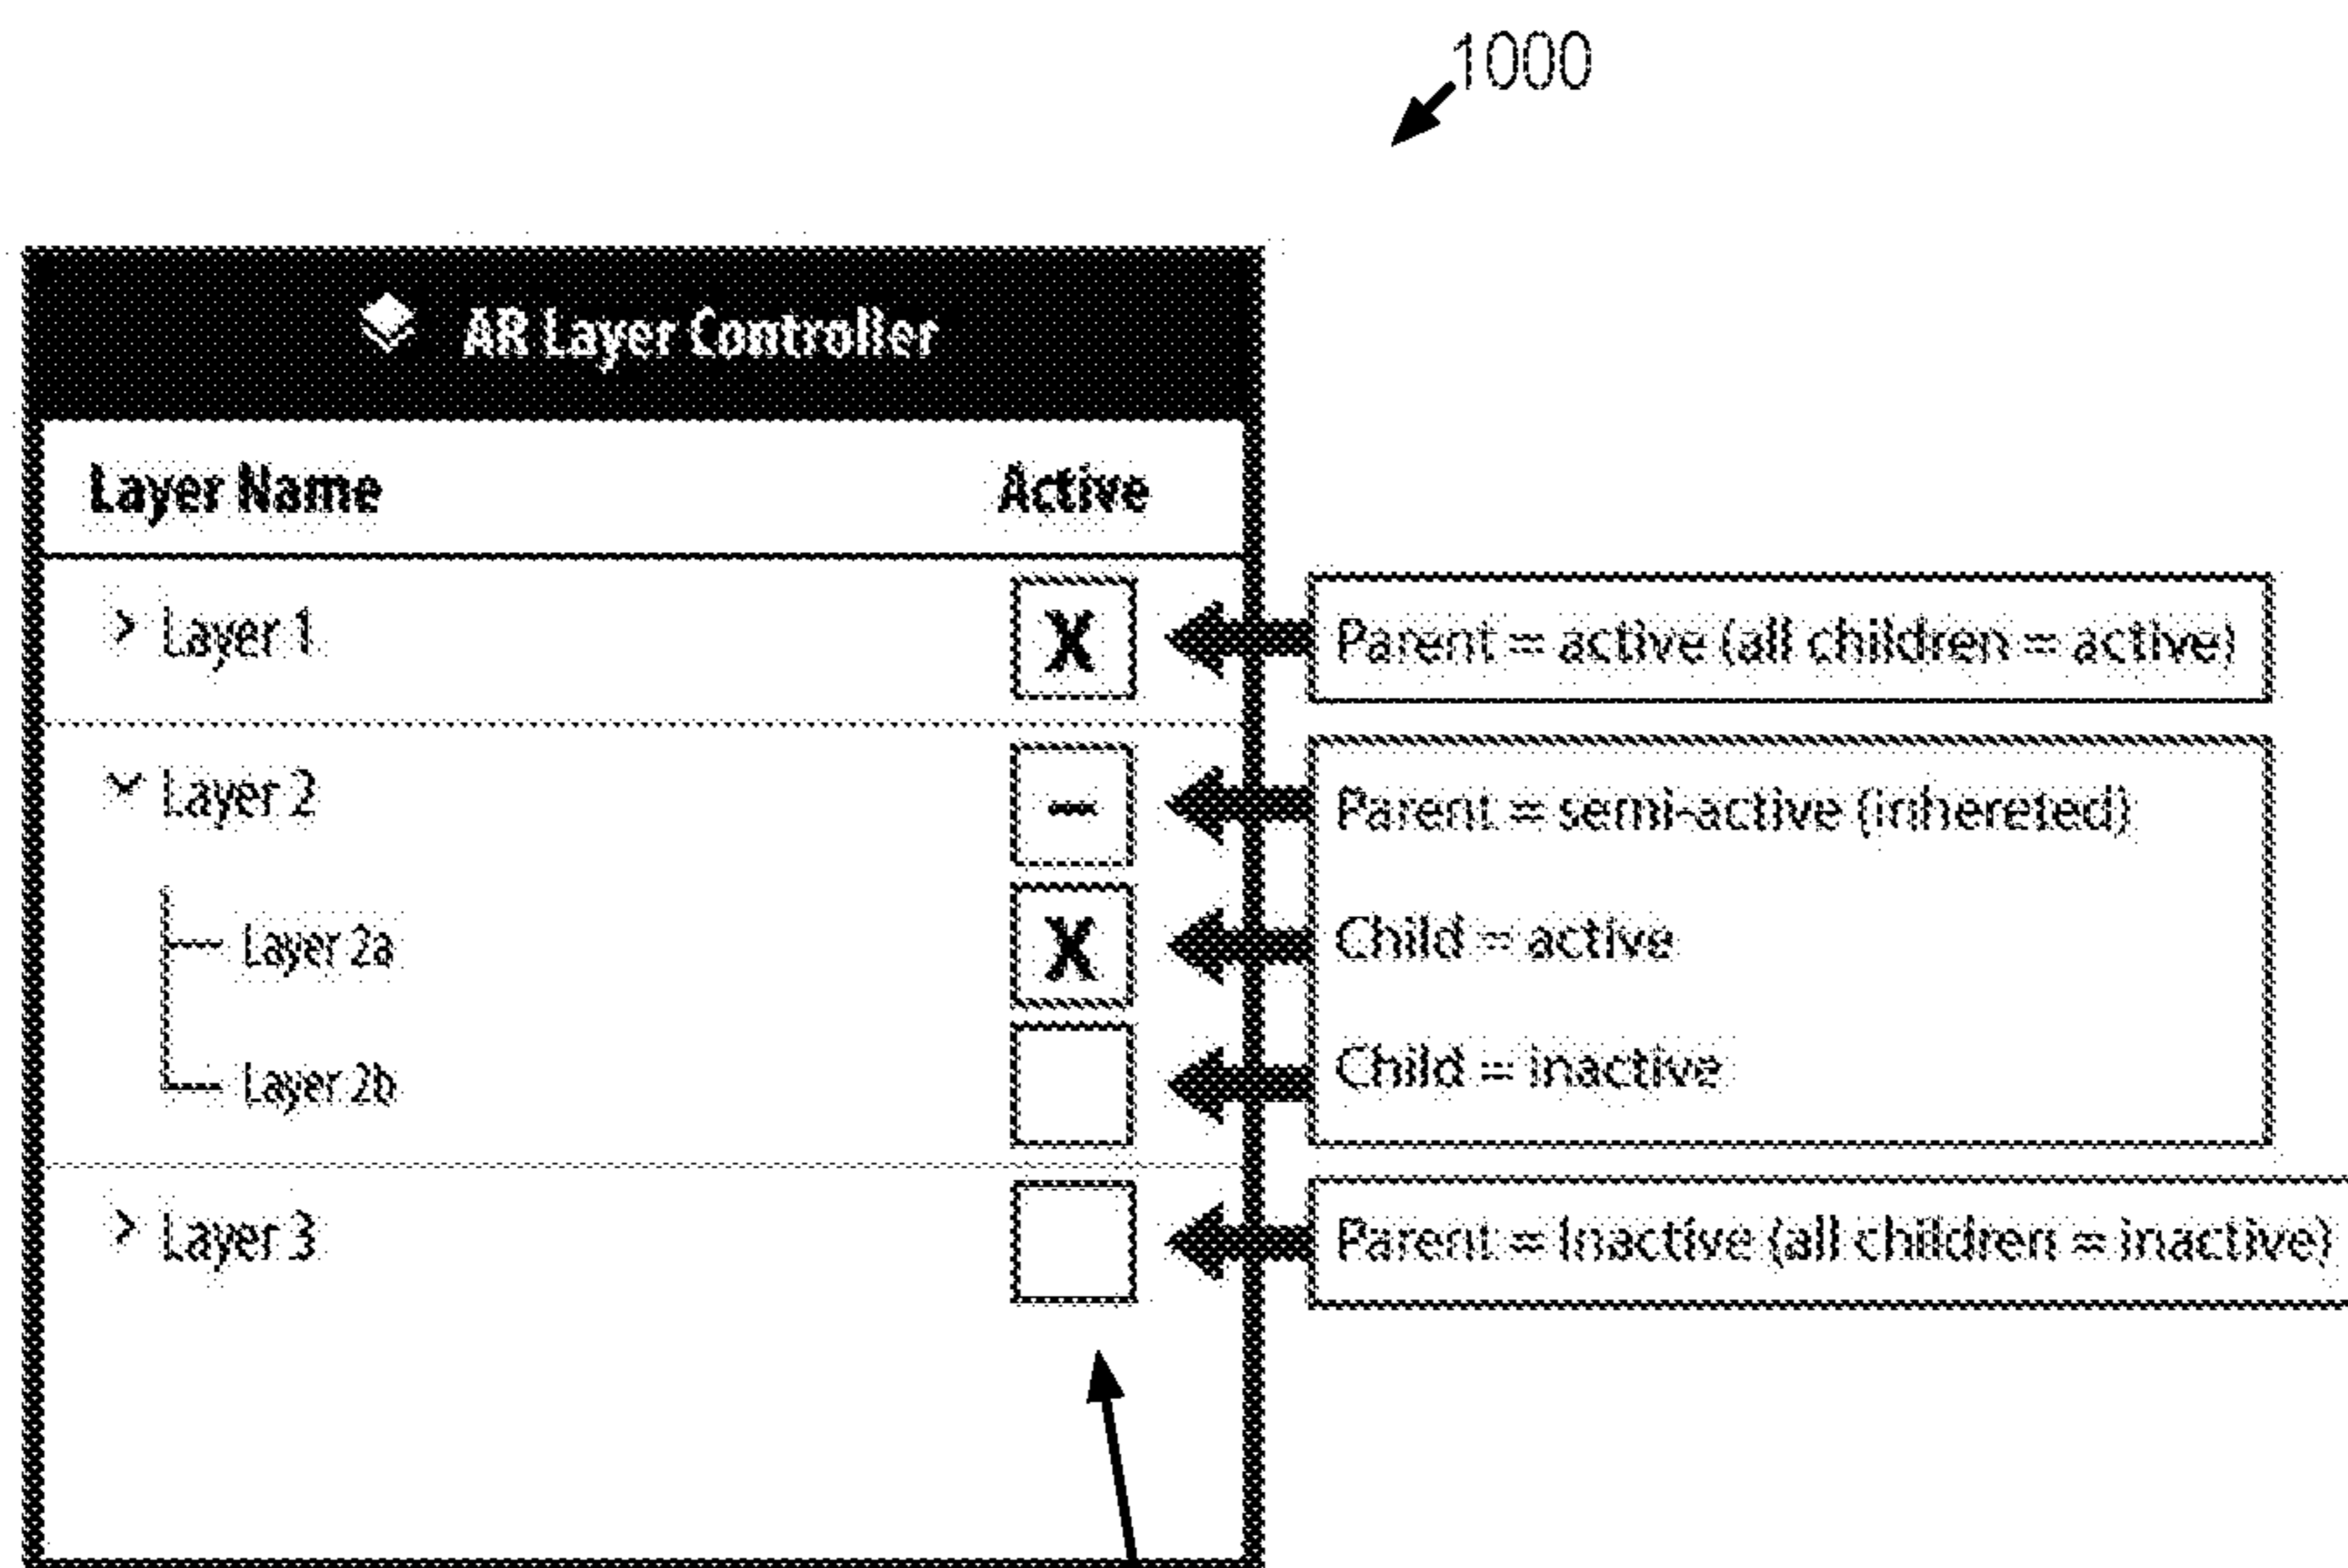 1000
AR Layer Controller
Layer Name Active
> Layer 1 X Parent = active (all children = active)
Layer 2 – Parent = semi-active (inhereted)
Layer 2a X Child = active
Layer 2b Child = inactive
> Layer 3 Parent = Inactive (all children = inactive)